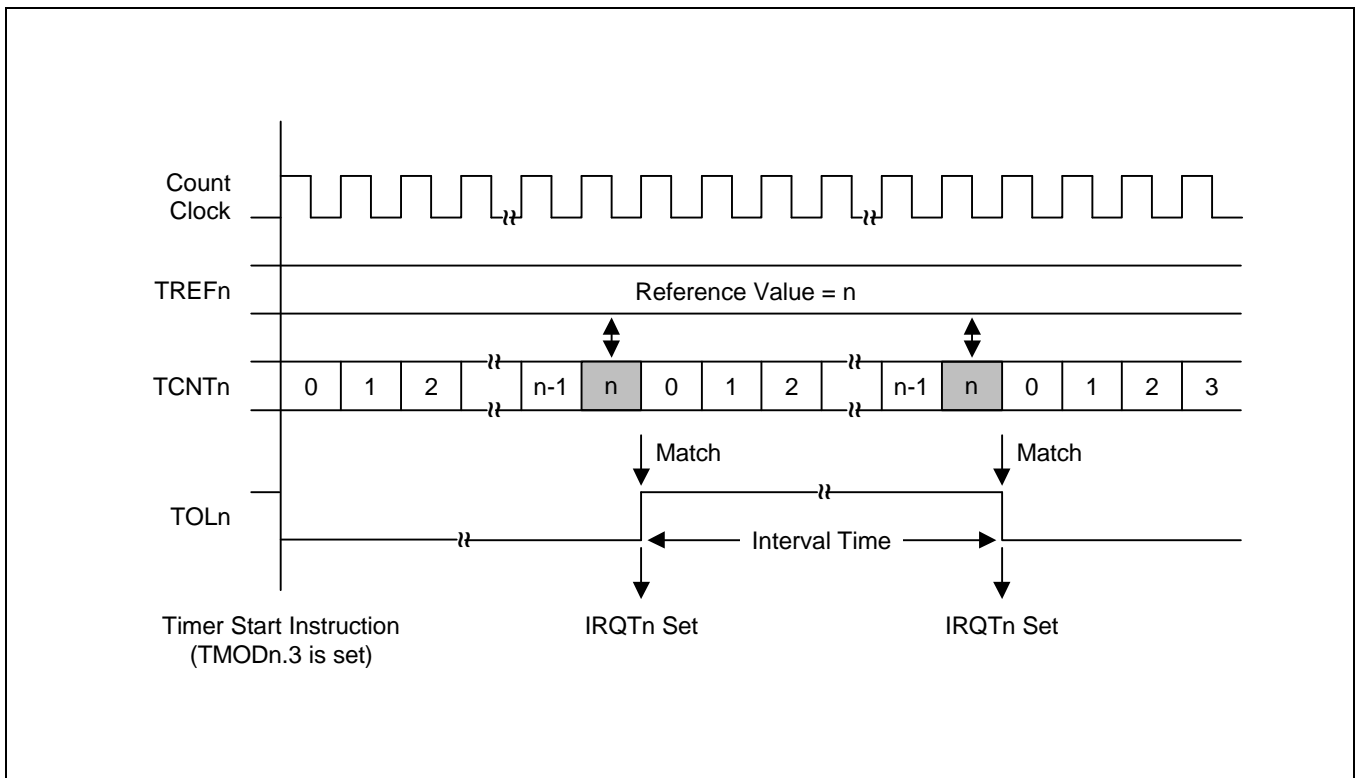 Count
Clock
TREFn
Reference Value = n
TCNTn
0 1 2 n-1 n 0 1 2 n-1 n 0 1 2 3
Match Match
TOLn
Interval Time
Timer Start Instruction
(TMODn.3 is set)
IRQTn Set IRQTn Set